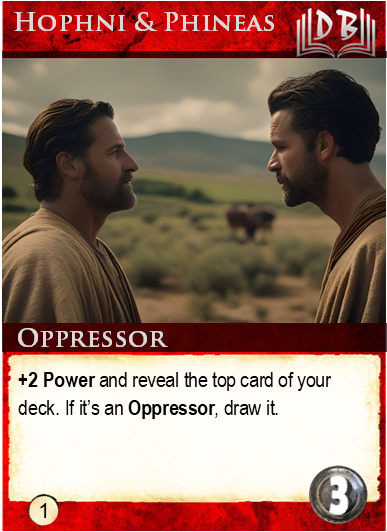 Hophni & Phineas
DB
Oppressor
+2 Power and reveal the top card of your
deck. If it's an Oppressor, draw it.
1
3